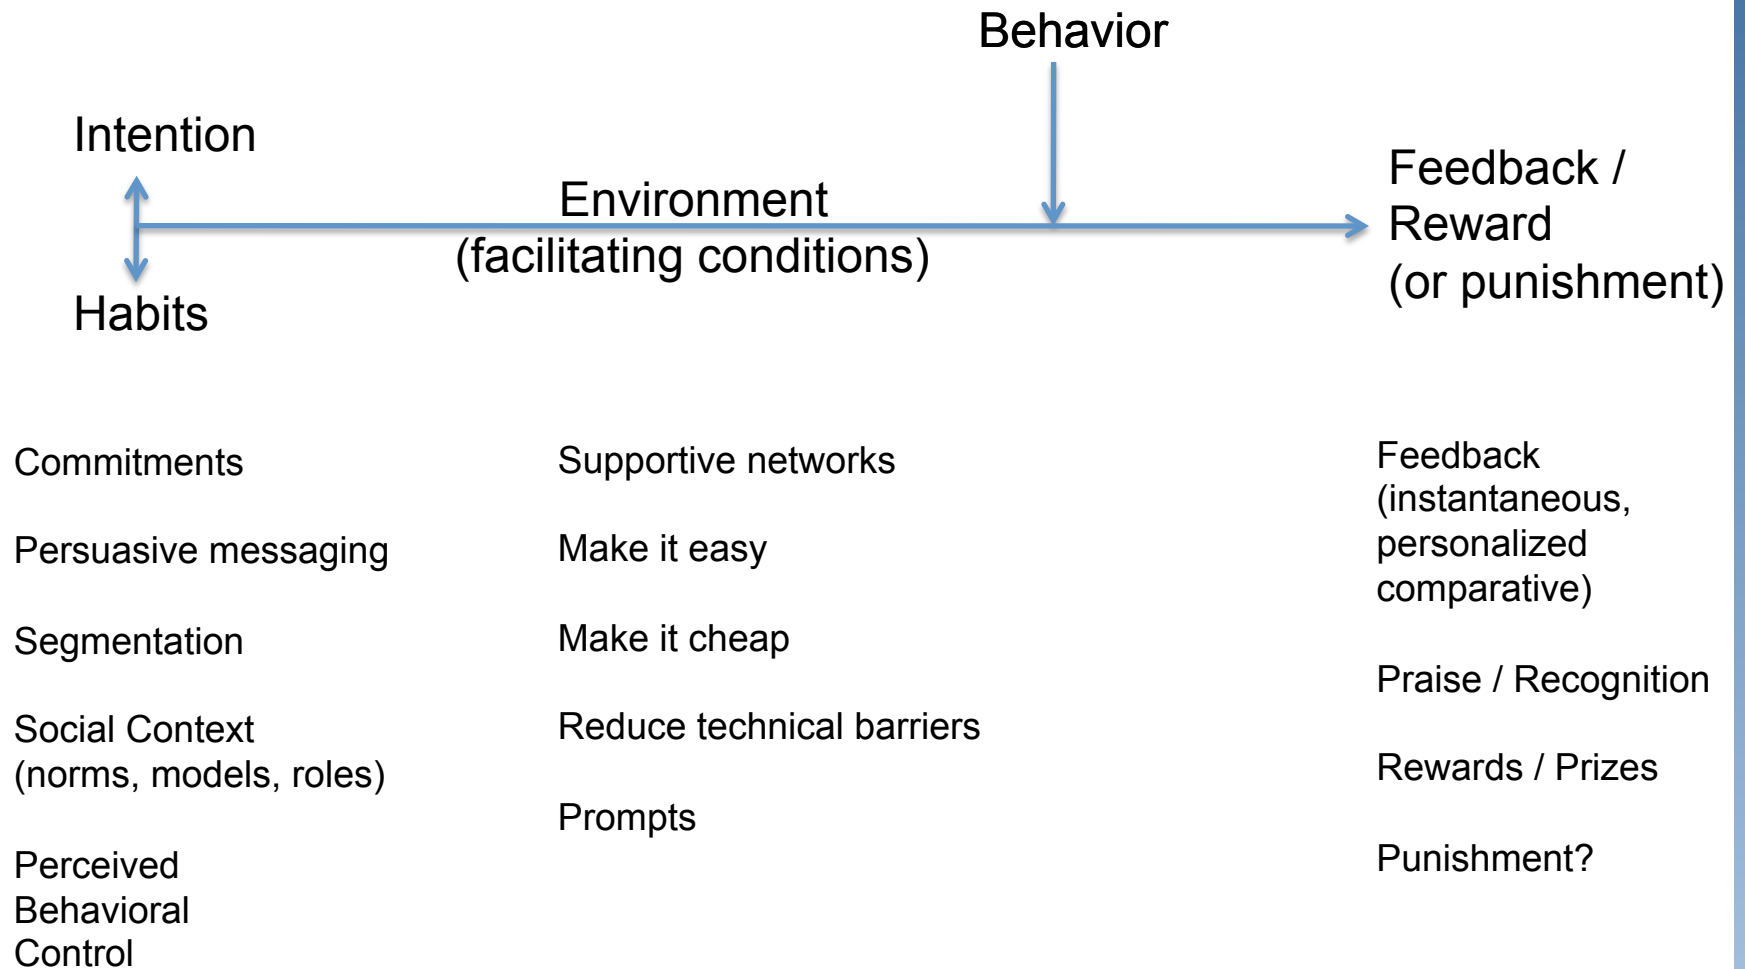 Behavior
Intention
Environment
(facilitating conditions)
Habits
Feedback /
Reward
(or punishment)
Commitments
Persuasive messaging
Segmentation
Social Context
(norms, models, roles)
Perceived
Behavioral
Control
Supportive networks
Make it easy
Make it cheap
Reduce technical barriers
Prompts
Feedback
(instantaneous,
personalized
comparative)
Praise / Recognition
Rewards / Prizes
Punishment?